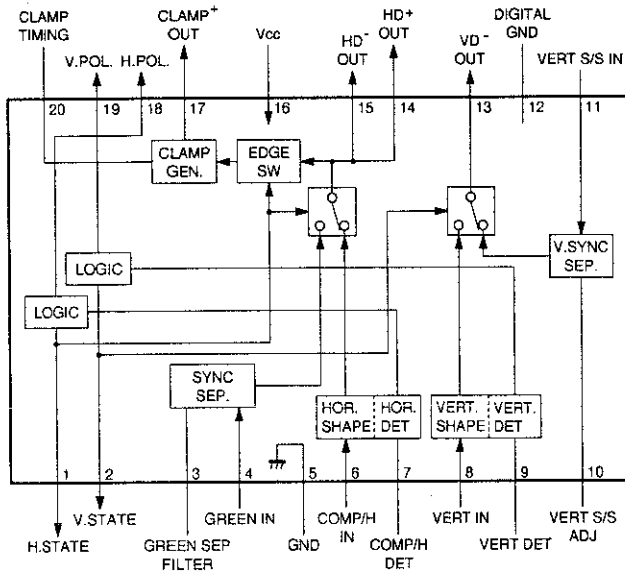 CLAMP TIMING
V.POL.
H.POL.
CLAMP+ OUT
Vcc
HD- OUT
HD+ OUT
VD- OUT
DIGITAL GND
VERT S/S IN
20
19
18
17
16
15
14
13
12
11
CLAMP GEN.
EDGE SW
V.SYNC SEP.
LOGIC
LOGIC
SYNC SEP.
HOR. SHAPE
HOR. DET
VERT. SHAPE
VERT. DET
1
2
3
4
5
6
7
8
9
10
H.STATE
V.STATE
GREEN SEP FILTER
GREEN IN
GND
COMP/H IN
COMP/H DET
VERT IN
VERT DET
VERT S/S ADJ